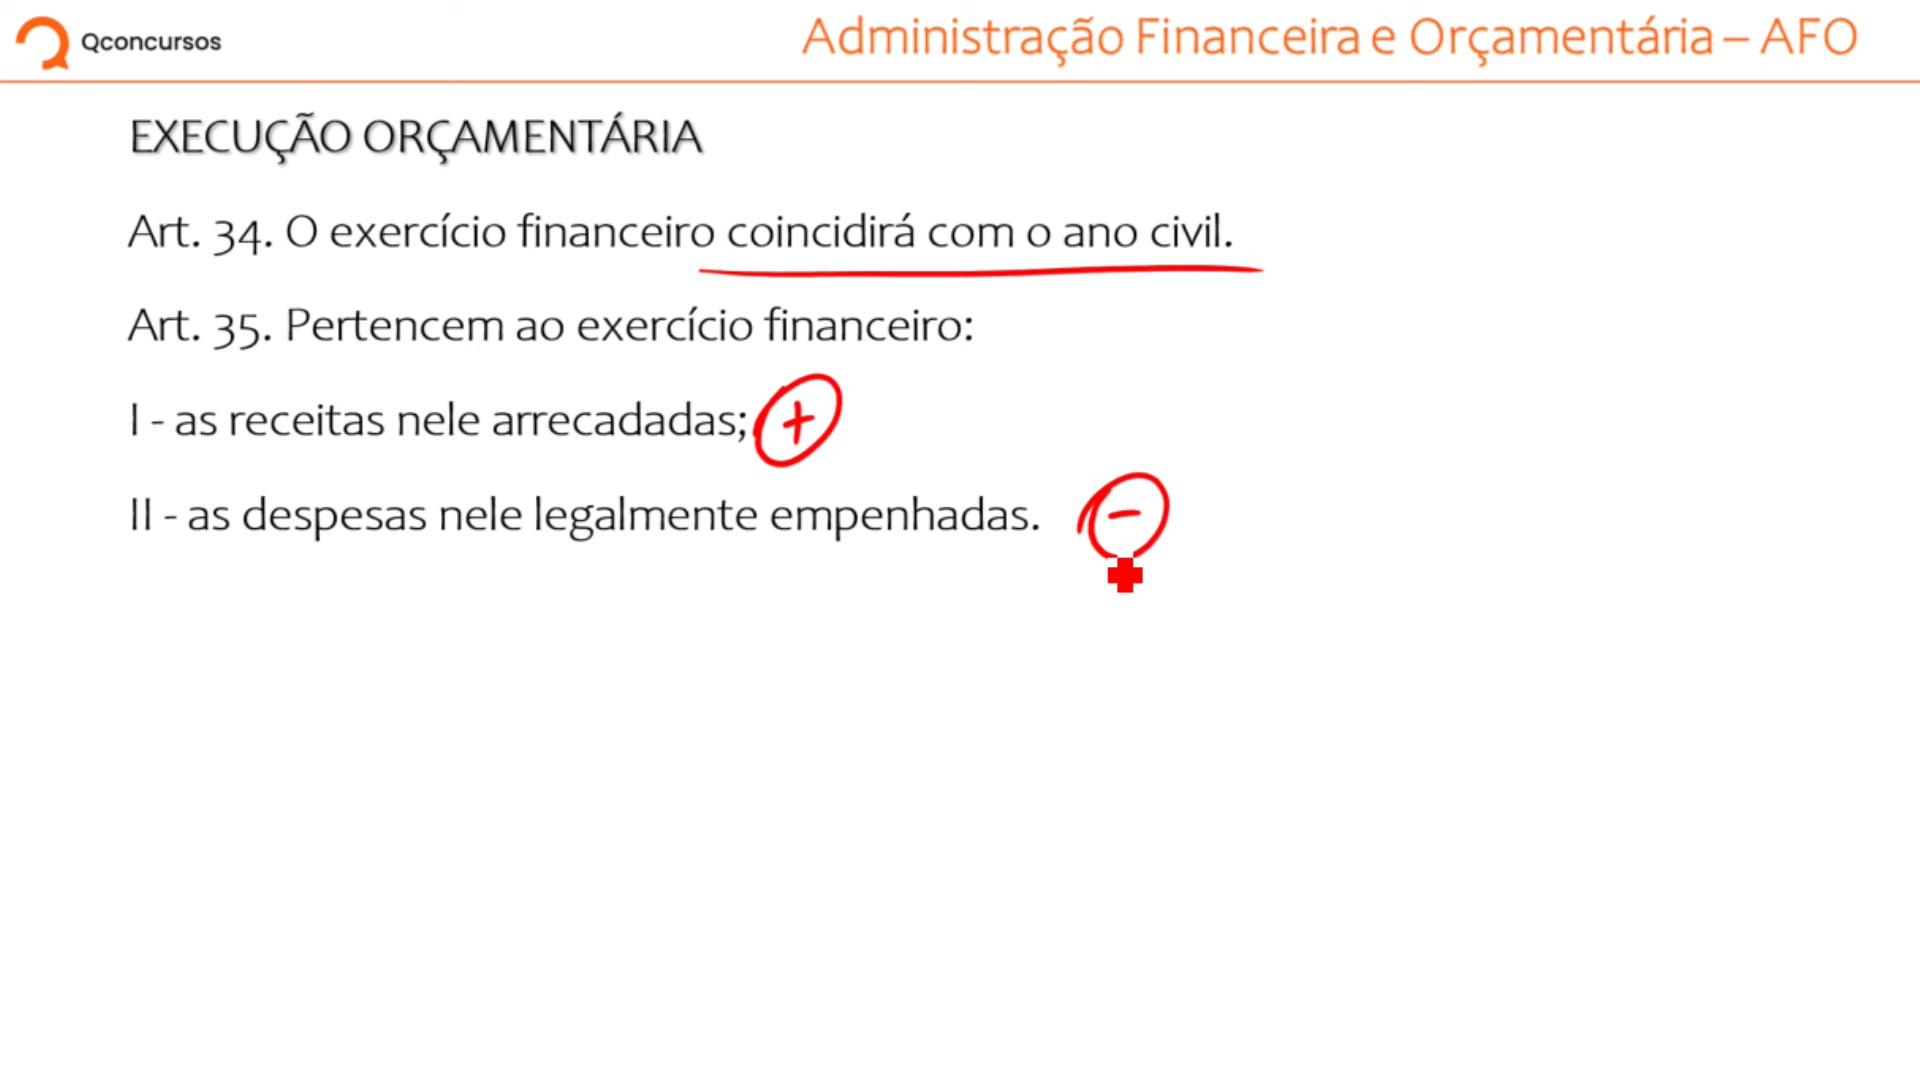 Qconcursos
Administração Financeira e Orçamentária – AFO
EXECUÇÃO ORÇAMENTÁRIA
Art. 34. O exercício financeiro coincidirá com o ano civil.
Art. 35. Pertencem ao exercício financeiro:
I - as receitas nele arrecadadas; +
II - as despesas nele legalmente empenhadas. -